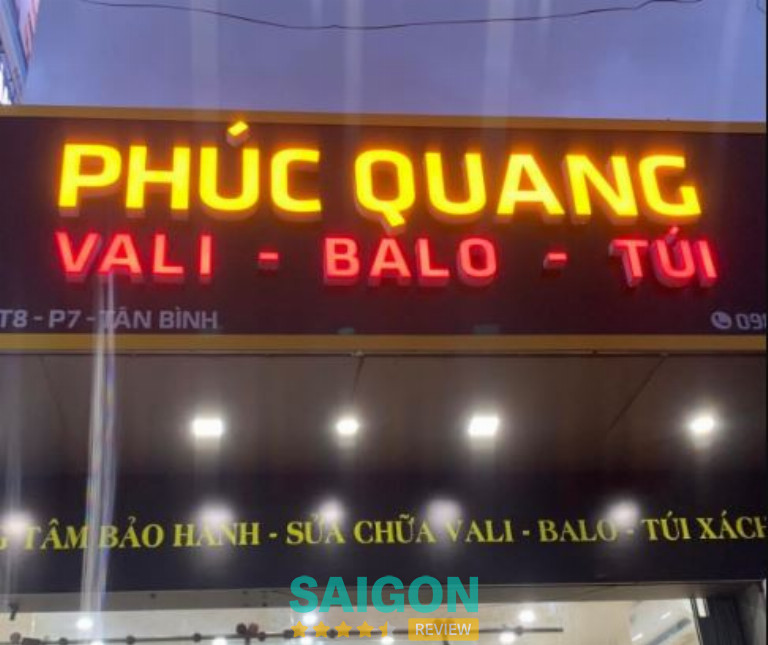 PHÚC QUANG
VALI - BALO - TÚI
T8 - P7 - TÂN BÌNH
TÂM BẢO HÀNH - SỬA CHỮA VALI - BALO - TÚI XÁCH
SAIGON
REVIEW